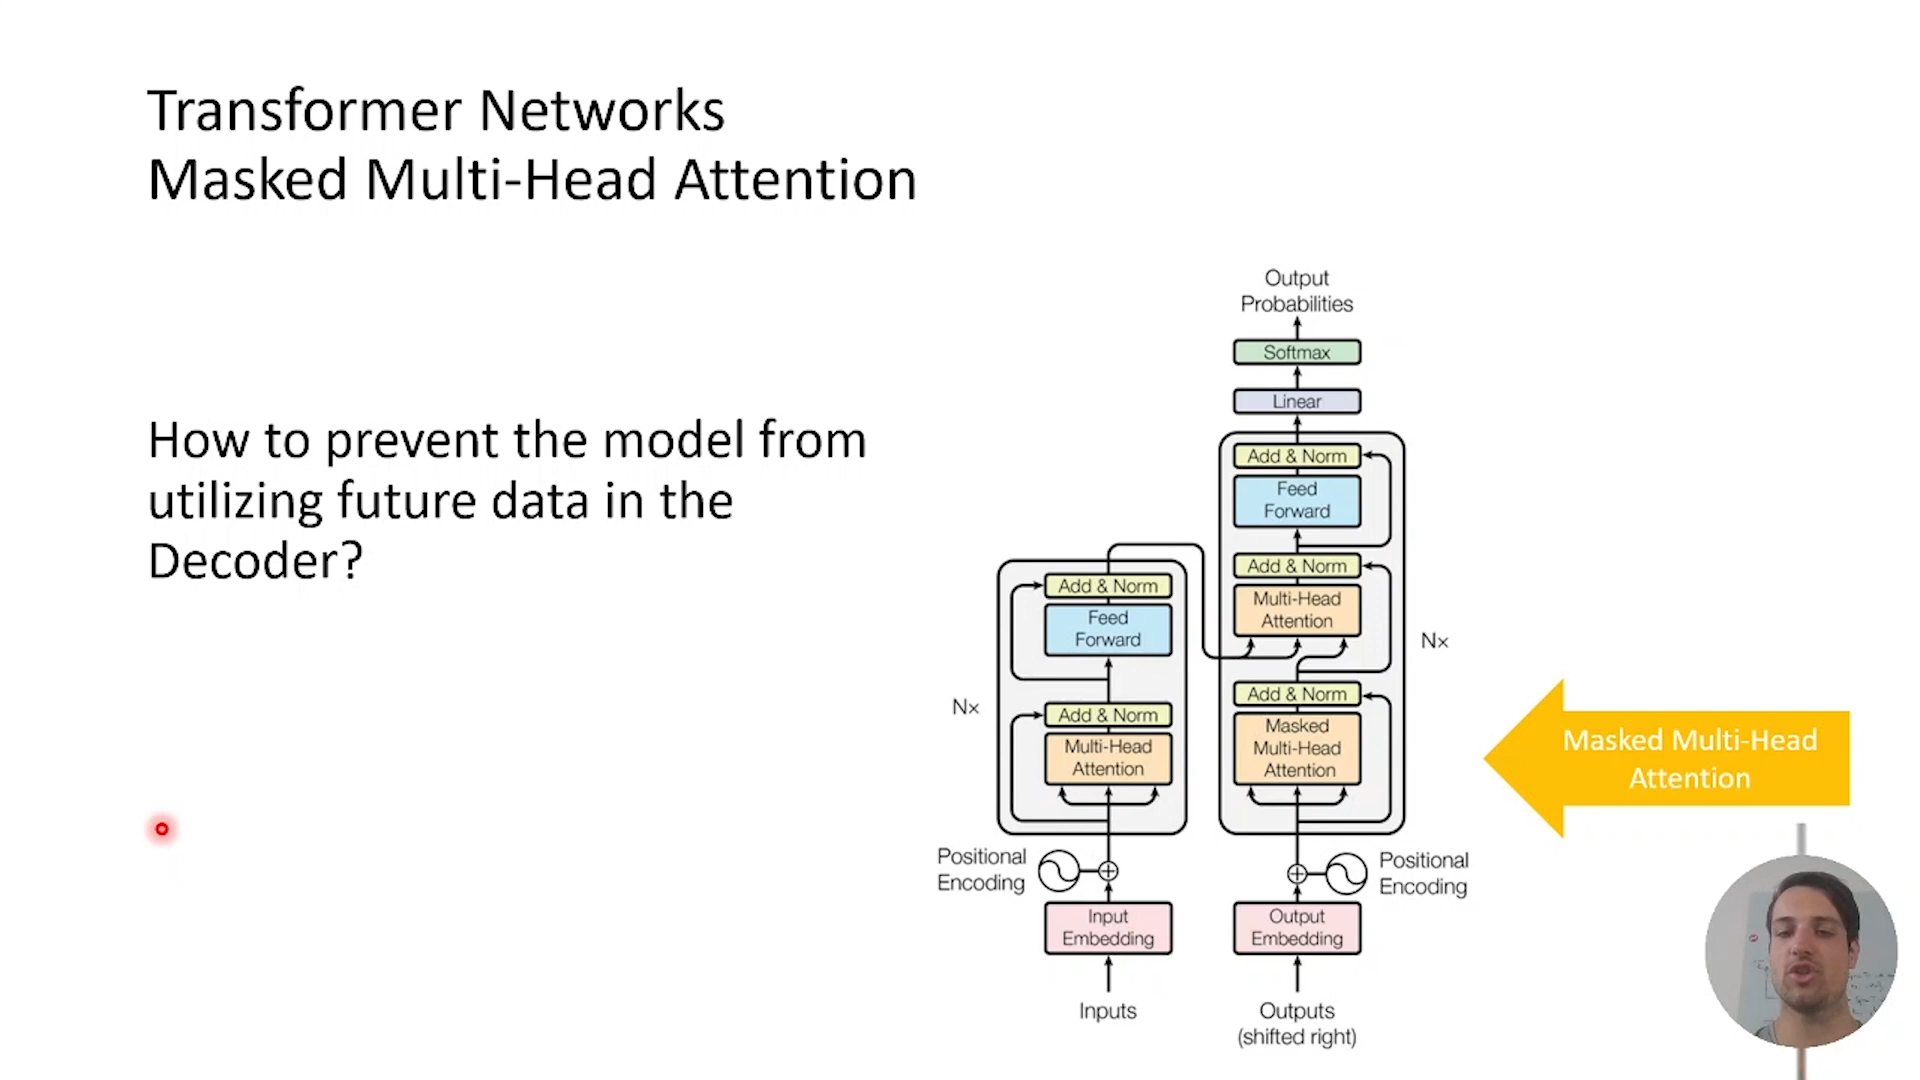 Transformer Networks
Masked Multi-Head Attention
How to prevent the model from
utilizing future data in the
Decoder?
Output
Probabilities
Softmax
Linear
Add & Norm
Feed
Forward
Add & Norm
Multi-Head
Attention
Nx
Add & Norm
Masked
Multi-Head
Attention
Add & Norm
Feed
Forward
Nx
Add & Norm
Multi-Head
Attention
Masked Multi-Head
Attention
Positional
Encoding
Positional
Encoding
Input
Embedding
Output
Embedding
Inputs
Outputs
(shifted right)